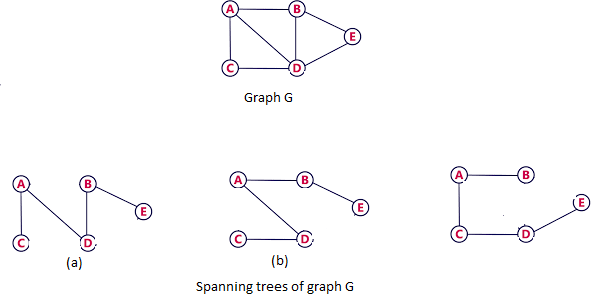 A B
E
C D
Graph G
A B
E
C D
(a)
A B
E
C D
(b)
A B
E
C D
Spanning trees of graph G